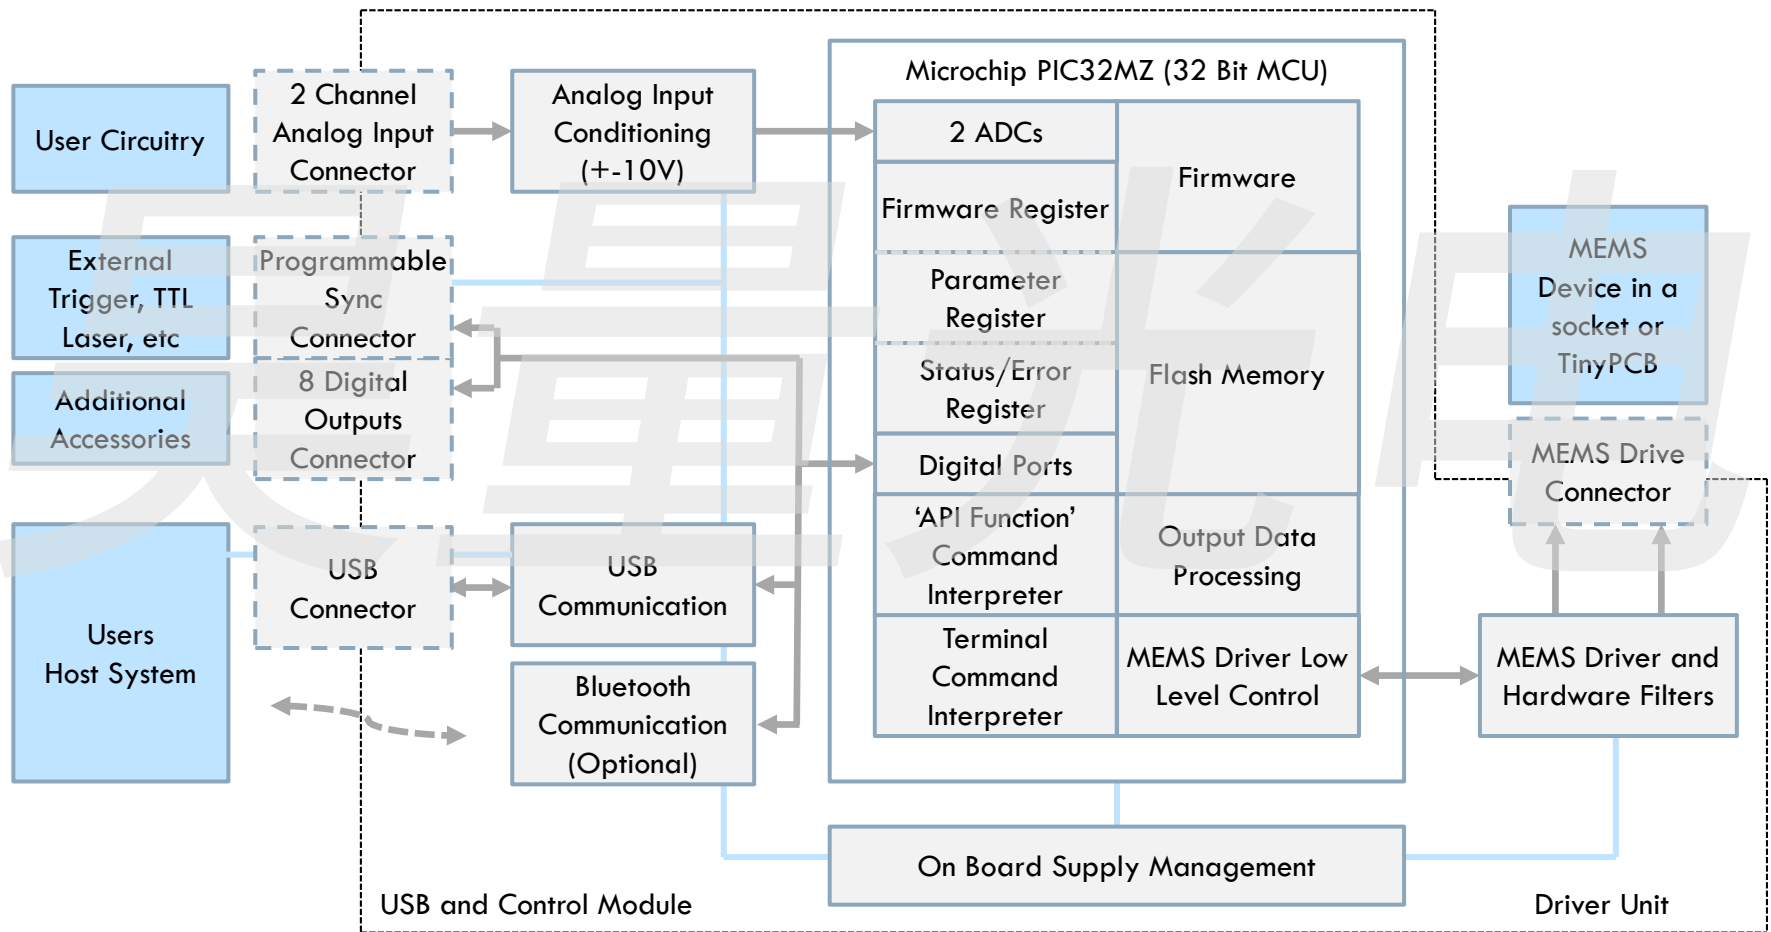 Microchip PIC32MZ (32 Bit MCU)
User Circuitry
2 Channel
Analog Input
Connector
Analog Input
Conditioning
(+-10V)
2 ADCs
Firmware
Firmware Register
External
Trigger, TTL
Laser, etc
Programmable
Sync
Connector
Parameter
Register
Flash Memory
Status/Error
Register
Additional
Accessories
8 Digital
Outputs
Connector
Digital Ports
MEMS
Device in a
socket or
TinyPCB
MEMS Drive
Connector
Users
Host System
USB
Connector
USB
Communication
‘API Function’
Command
Interpreter
Output Data
Processing
Bluetooth
Communication
(Optional)
Terminal
Command
Interpreter
MEMS Driver Low
Level Control
MEMS Driver and
Hardware Filters
On Board Supply Management
USB and Control Module
Driver Unit
昊量光电